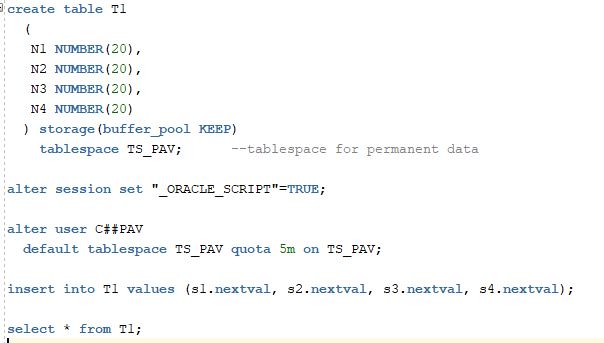 create table T1
(
N1 NUMBER(20),
N2 NUMBER(20),
N3 NUMBER(20),
N4 NUMBER(20)
) storage(buffer_pool KEEP)
tablespace TS_PAV; --tablespace for permanent data
alter session set "_ORACLE_SCRIPT"=TRUE;
alter user C##PAV
default tablespace TS_PAV quota 5m on TS_PAV;
insert into T1 values (s1.nextval, s2.nextval, s3.nextval, s4.nextval);
select * from T1;